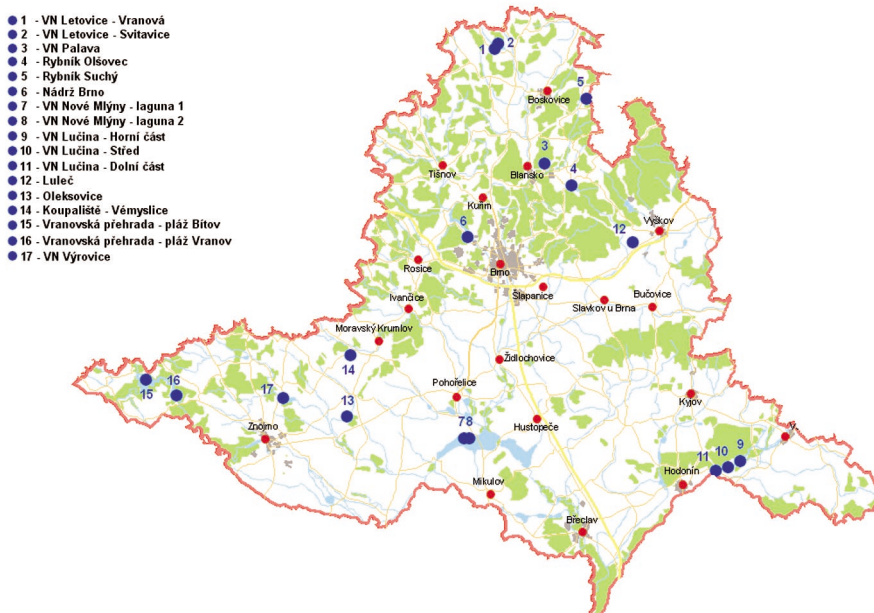 1 - VN Letovice - Vranová
2 - VN Letovice - Svitavice
3 - VN Palava
4 - Rybník Olšovec
5 - Rybník Suchý
6 - Nádrž Brno
7 - VN Nové Mlýny - laguna 1
8 - VN Nové Mlýny - laguna 2
9 - VN Lučina - Horní část
10 - VN Lučina - Střed
11 - VN Lučina - Dolní část
12 - Luleč
13 - Oleksovice
14 - Koupaliště - Vémyslice
15 - Vranovská přehrada - pláž Bítov
16 - Vranovská přehrada - pláž Vranov
17 - VN Výrovice
1
2
Boskovice
5
3
Tišnov
Blansko
4
Kuřim
6
Vyškov
12
Rosice
Brno
Šlapanice
Bučovice
Ivančice
Slavkov u Brna
Moravský Krumlov
14
Židlochovice
15
16
17
Pohořelice
Kyjov
13
Hustopeče
Znojmo
78
11
10
9
Hodonín
Mikulov
Břeclav